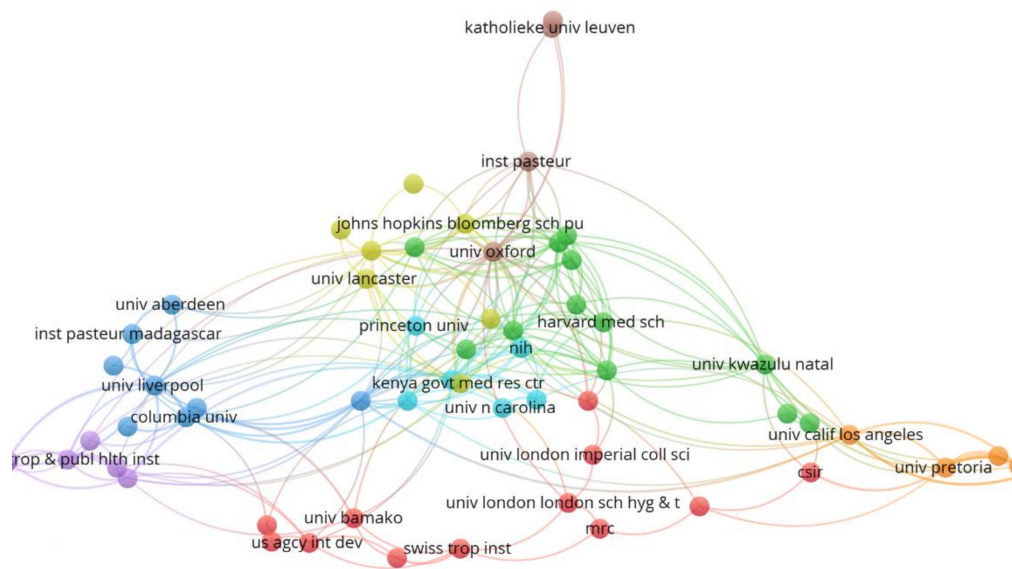 katholieke univ leuven
inst pasteur
johns hopkins bloomberg sch pu
univ oxford
univ lancaster
univ aberdeen
princeton univ
harvard med sch
inst pasteur madagascar
nih
univ kwazulu natal
univ liverpool
kenya govt med res ctr
univ n carolina
columbia univ
univ calif los angeles
univ london imperial coll sci
rop & publ hlth inst
univ pretoria
csir
univ london london sch hyg & t
univ bamako
mrc
us agcy int dev
swiss trop inst